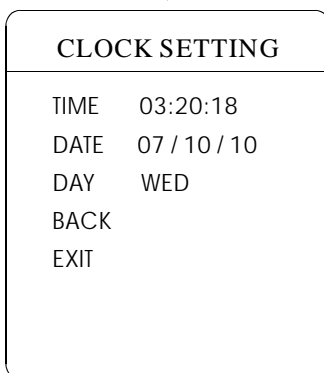 CLOCK SETTING
TIME 03:20:18
DATE 07/10/10
DAY WED
BACK
EXIT